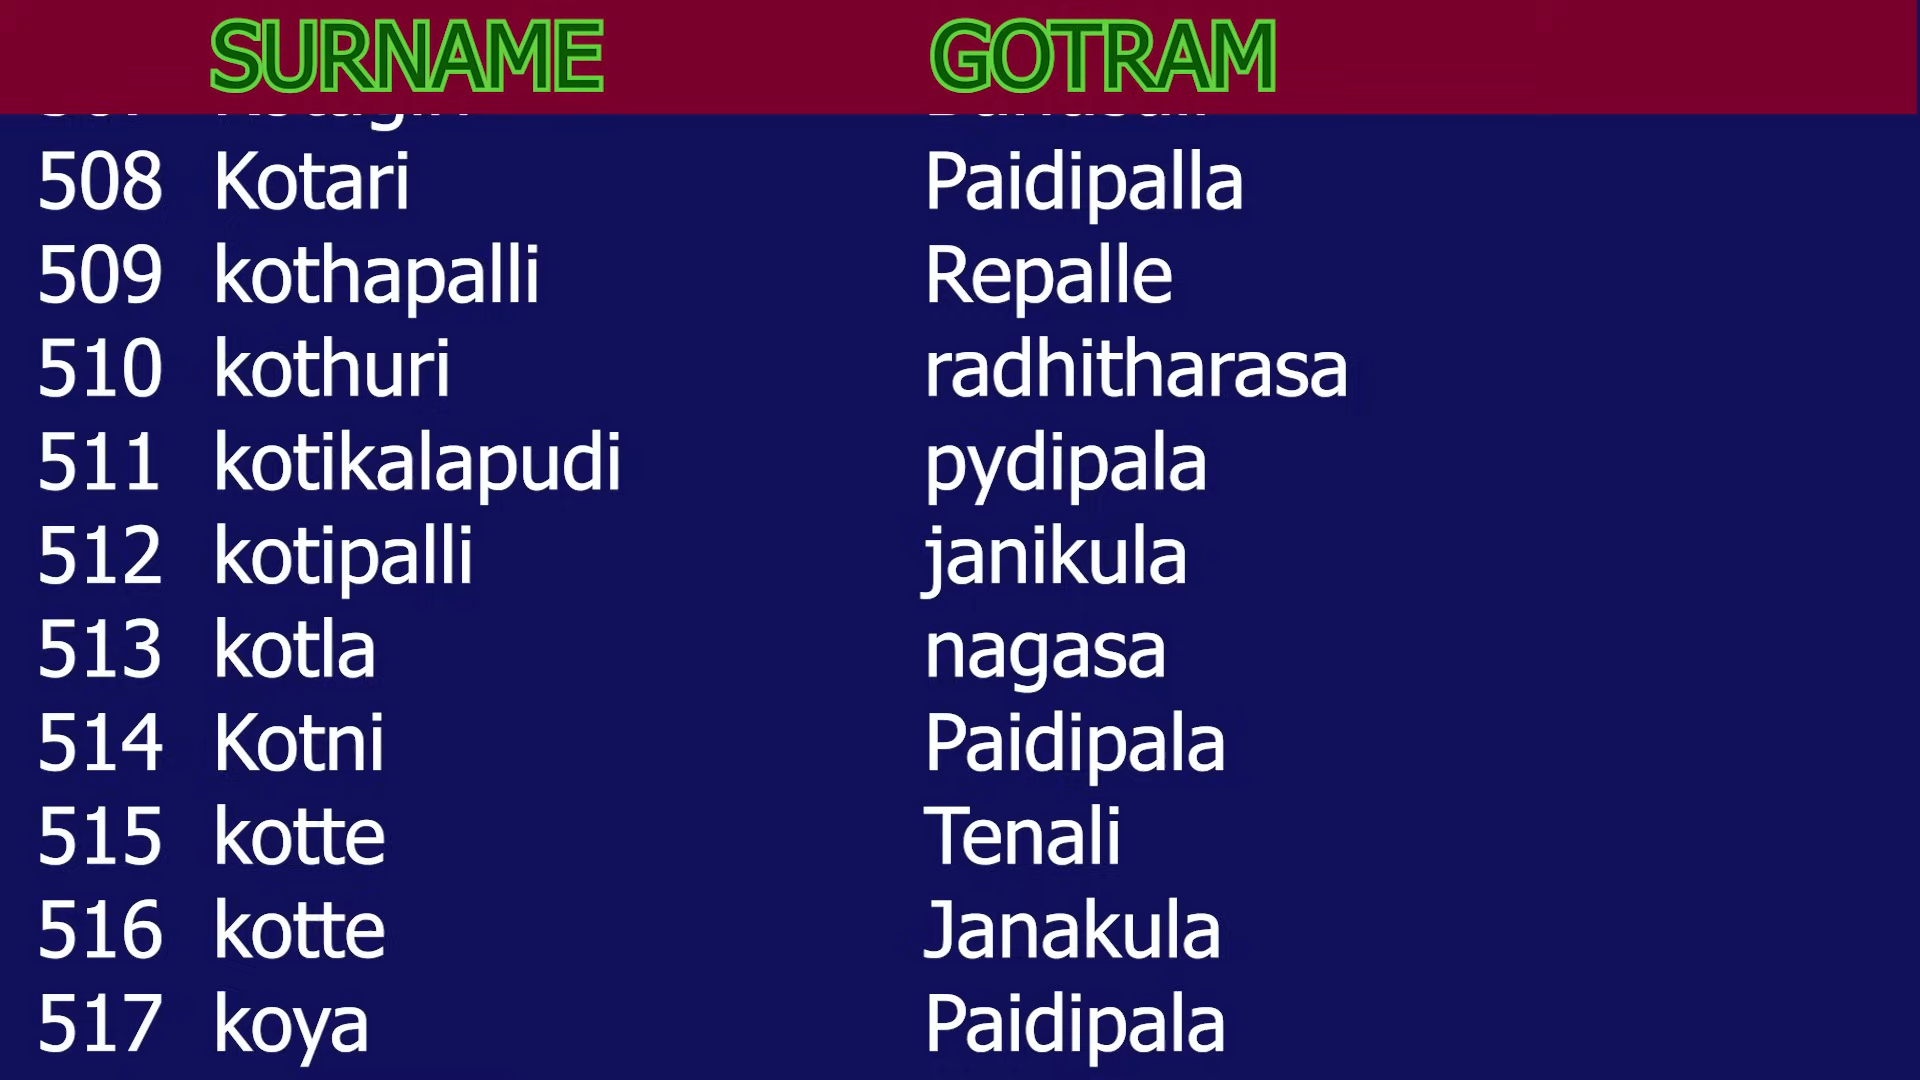 SURNAME GOTRAM
508 Kotari Paidipalla
509 kothapalli Repalle
510 kothuri radhitharasa
511 kotikalapudi pydipala
512 kotipalli janikula
513 kotla nagasa
514 Kotni Paidipala
515 kotte Tenali
516 kotte Janakula
517 koya Paidipala